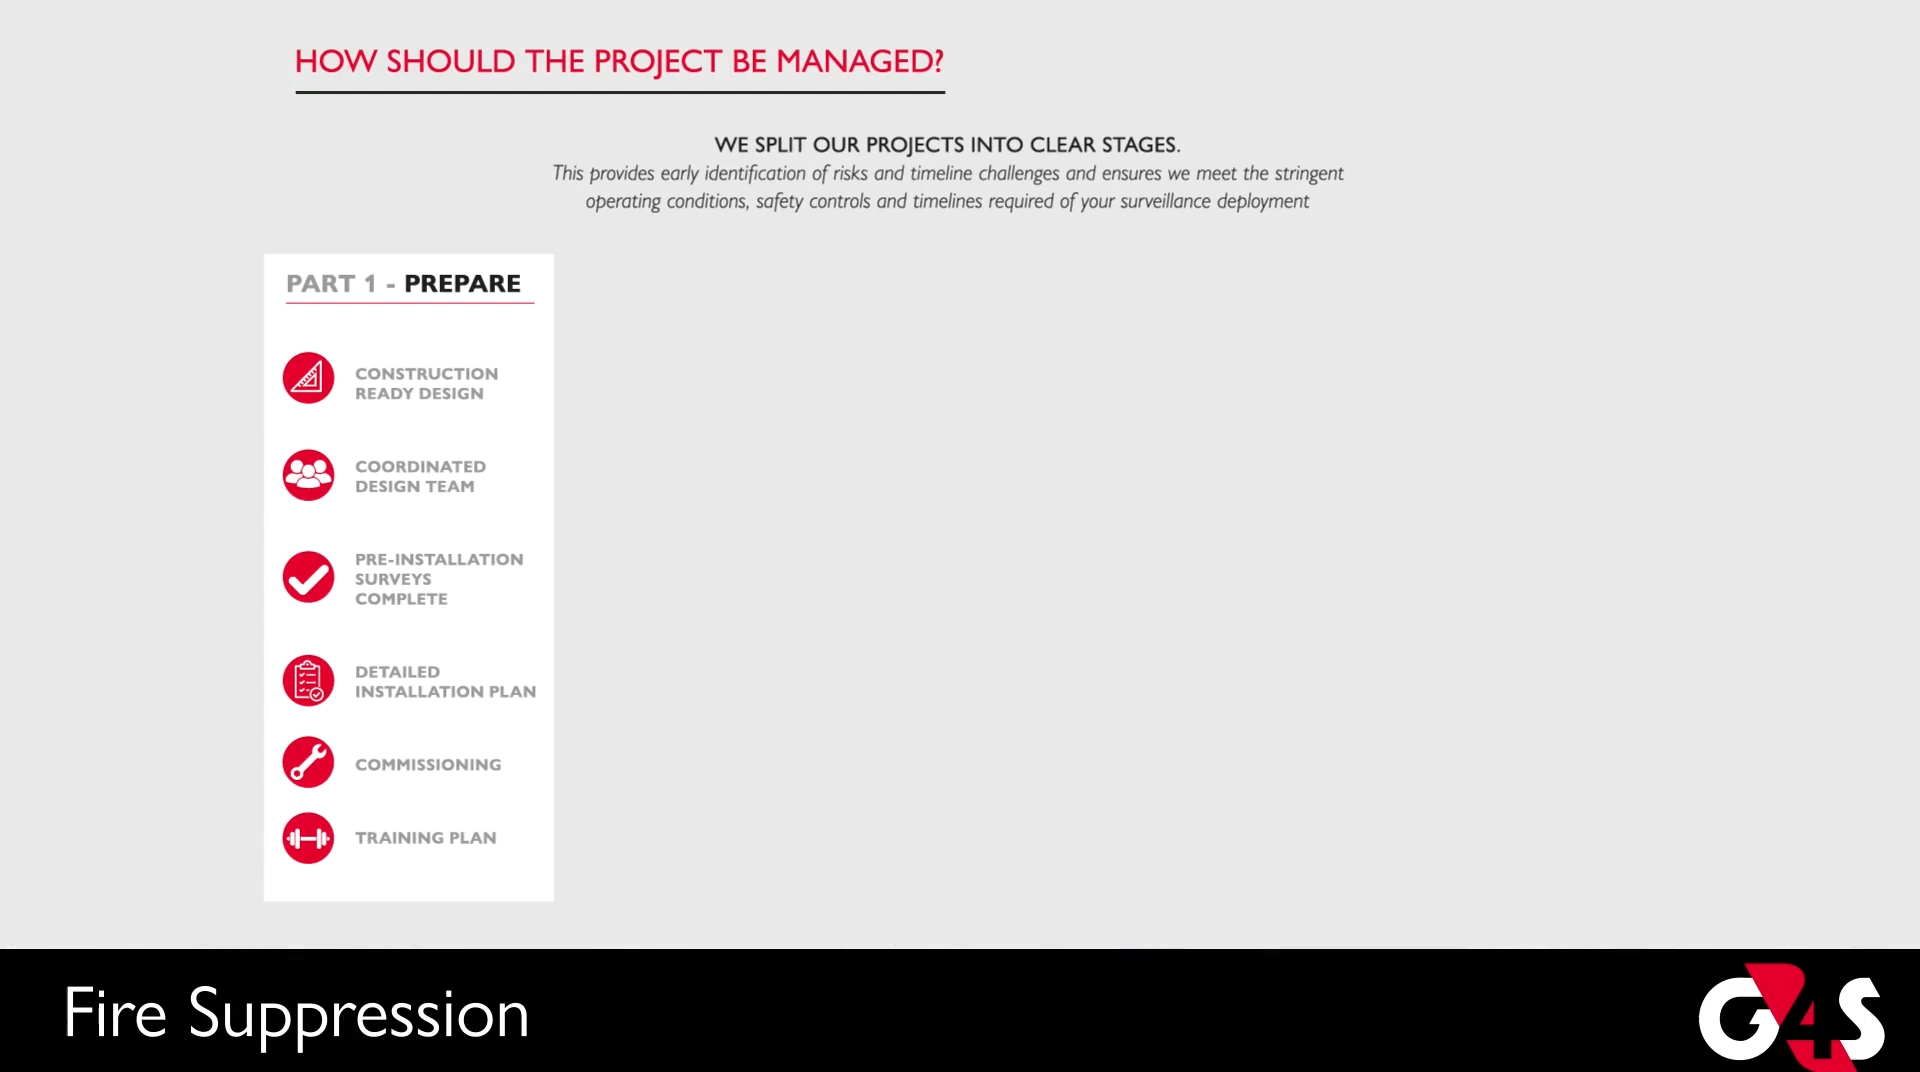 HOW SHOULD THE PROJECT BE MANAGED?
WE SPLIT OUR PROJECTS INTO CLEAR STAGES.
This provides early identification of risks and timeline challenges and ensures we meet the stringent
operating conditions, safety controls and timelines required of your surveillance deployment
PART 1 - PREPARE
CONSTRUCTION
READY DESIGN
COORDINATED
DESIGN TEAM
PRE-INSTALLATION
SURVEYS
COMPLETE
DETAILED
INSTALLATION PLAN
COMMISSIONING
TRAINING PLAN
Fire Suppression
G4S